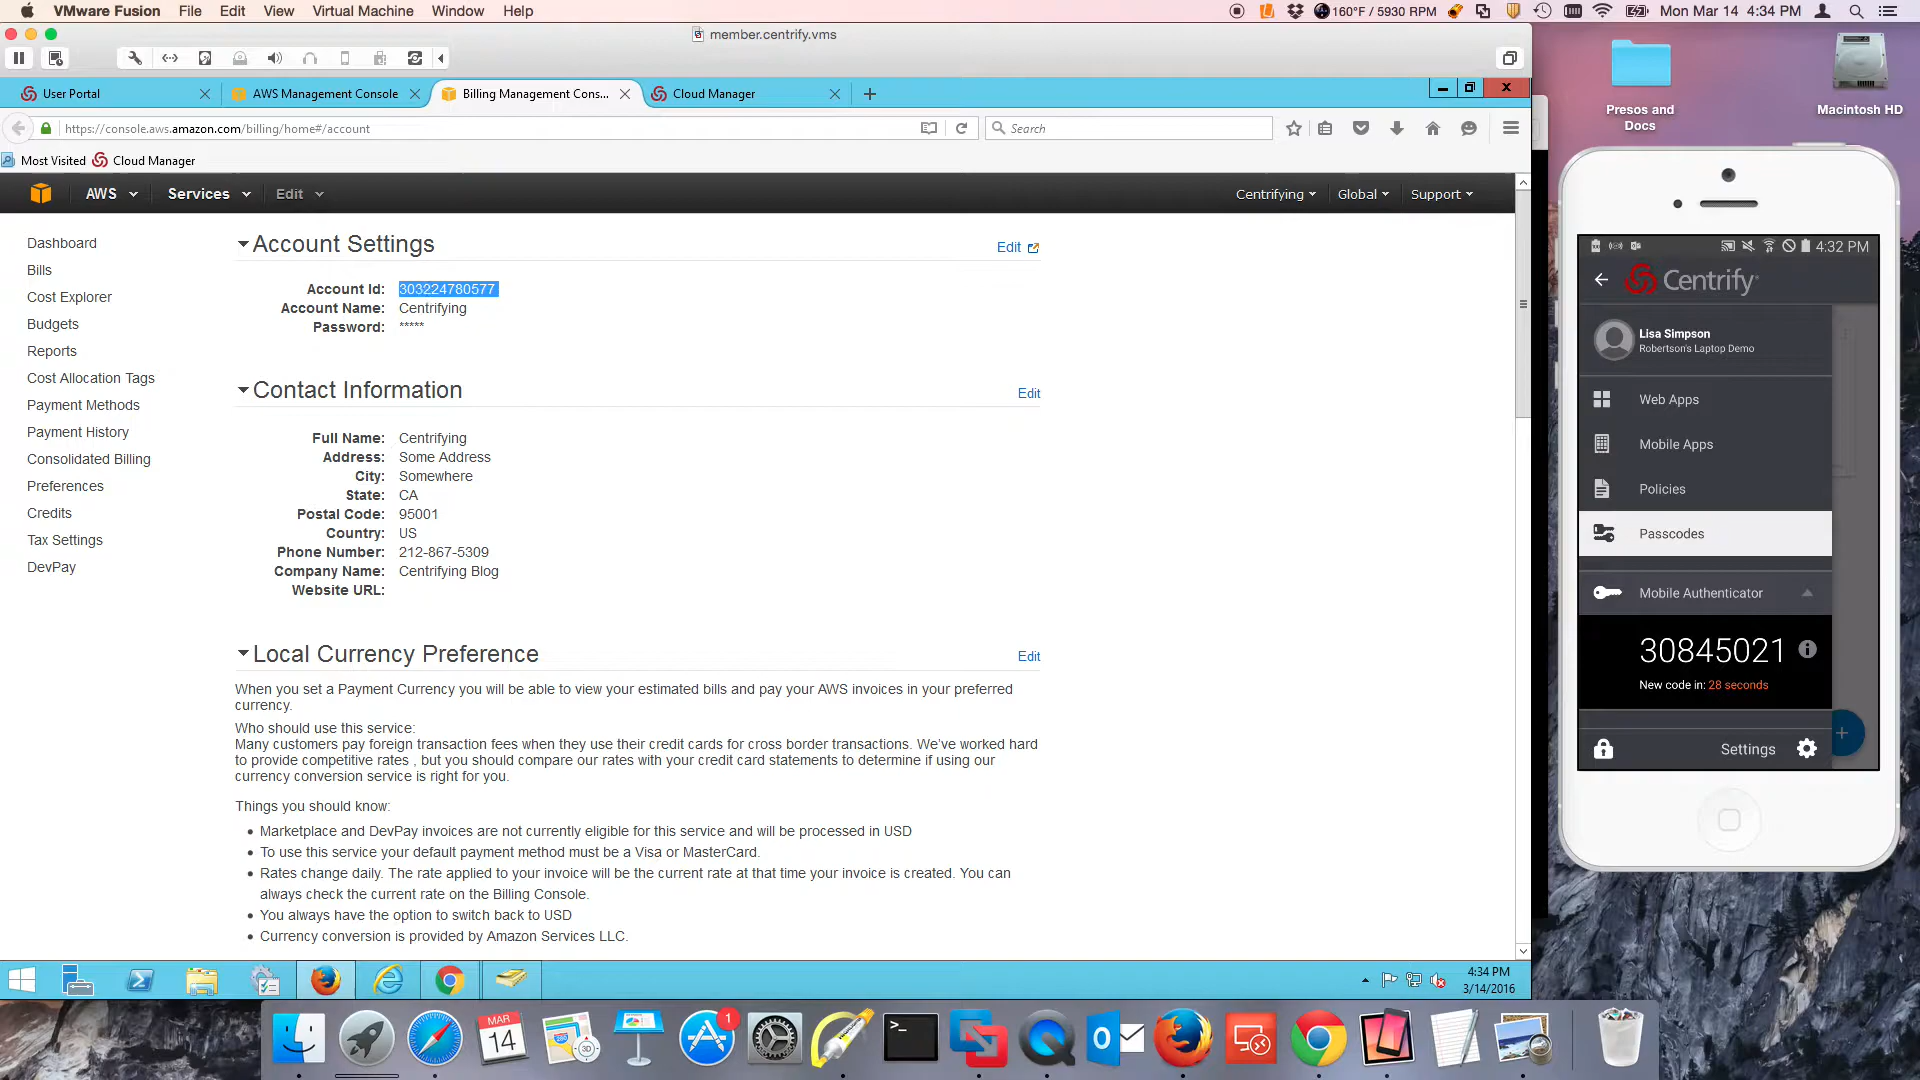 VMware Fusion File Edit View Virtual Machine Window Help
160°F / 5930 RPM Mon Mar 14 4:34 PM
member.centrify.vms
User Portal AWS Management Console Billing Management Cons... Cloud Manager
https://console.aws.amazon.com/billing/home#/account
Search
Most Visited Cloud Manager
AWS Services Edit Centrifying Global Support
Dashboard
Bills
Cost Explorer
Budgets
Reports
Cost Allocation Tags
Payment Methods
Payment History
Consolidated Billing
Preferences
Credits
Tax Settings
DevPay
Account Settings Edit
Account Id: 303224780577
Account Name: Centrifying
Password: *****
Contact Information Edit
Full Name: Centrifying
Address: Some Address
City: Somewhere
State: CA
Postal Code: 95001
Country: US
Phone Number: 212-867-5309
Company Name: Centrifying Blog
Website URL:
Local Currency Preference Edit
When you set a Payment Currency you will be able to view your estimated bills and pay your AWS invoices in your preferred
currency.
Who should use this service:
Many customers pay foreign transaction fees when they use their credit cards for cross border transactions. We've worked hard
to provide competitive rates , but you should compare our rates with your credit card statements to determine if using our
currency conversion service is right for you.
Things you should know:
• Marketplace and DevPay invoices are not currently eligible for this service and will be processed in USD
• To use this service your default payment method must be a Visa or MasterCard.
• Rates change daily. The rate applied to your invoice will be the current rate at that time your invoice is created. You can
always check the current rate on the Billing Console.
• You always have the option to switch back to USD
• Currency conversion is provided by Amazon Services LLC.
4:34 PM
3/14/2016
Presos and
Docs
Macintosh HD
4:32 PM
Centrify
Lisa Simpson
Robertson's Laptop Demo
Web Apps
Mobile Apps
Policies
Passcodes
Mobile Authenticator
30845021
New code in: 28 seconds
Settings
MAR
14
1